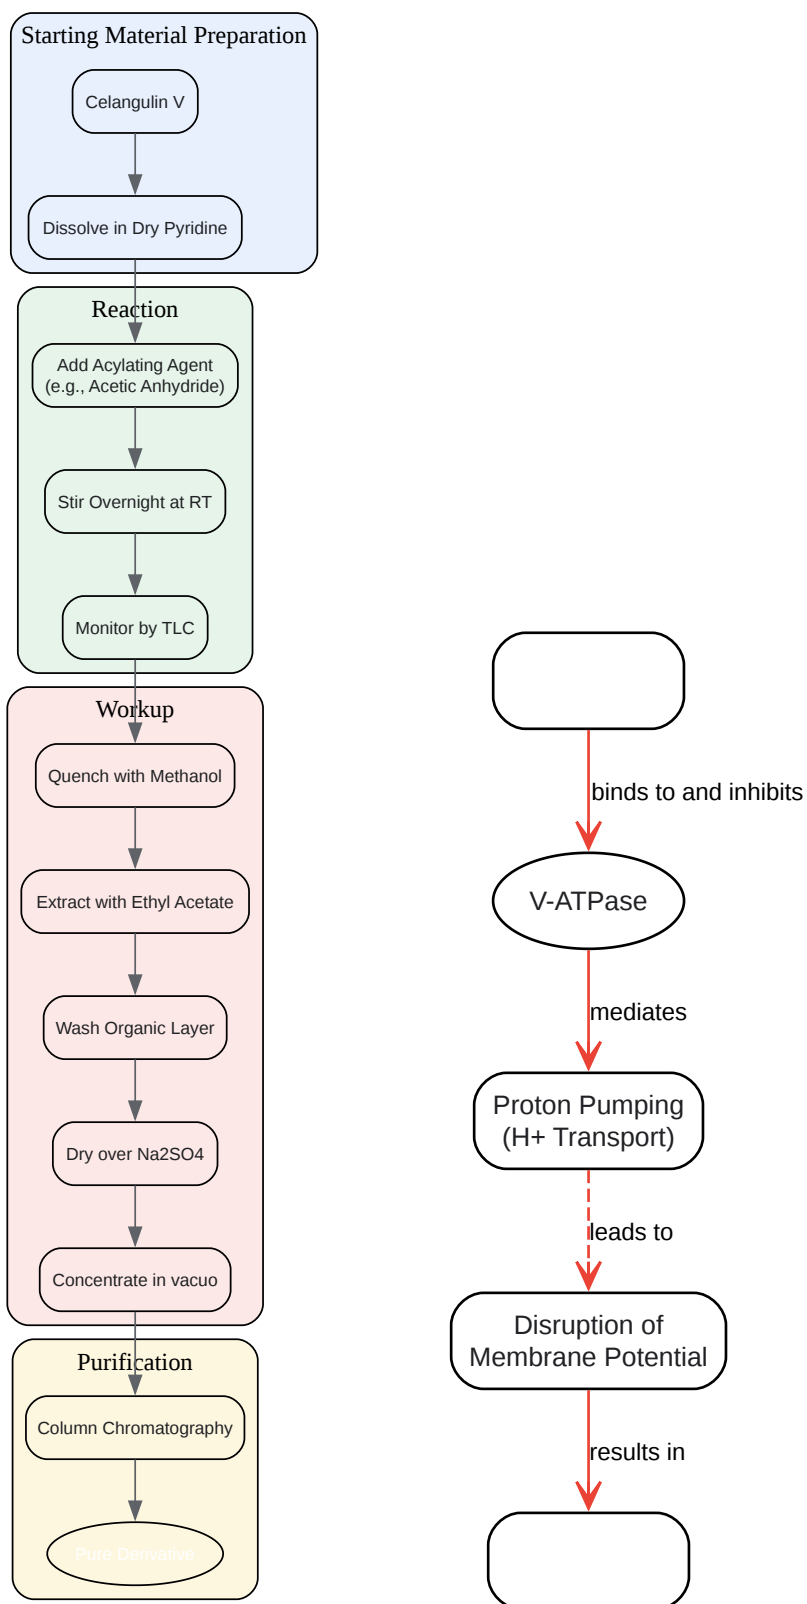 Starting Material Preparation
Celangulin V
Dissolve in Dry Pyridine
Reaction
Add Acylating Agent
(e.g., Acetic Anhydride)
Stir Overnight at RT
Monitor by TLC
Workup
Quench with Methanol
Extract with Ethyl Acetate
Wash Organic Layer
Dry over Na2SO4
Concentrate in vacuo
Purification
Column Chromatography
Pure Derivative
binds to and inhibits
V-ATPase
mediates
Proton Pumping
(H+ Transport)
leads to
Disruption of
Membrane Potential
results in